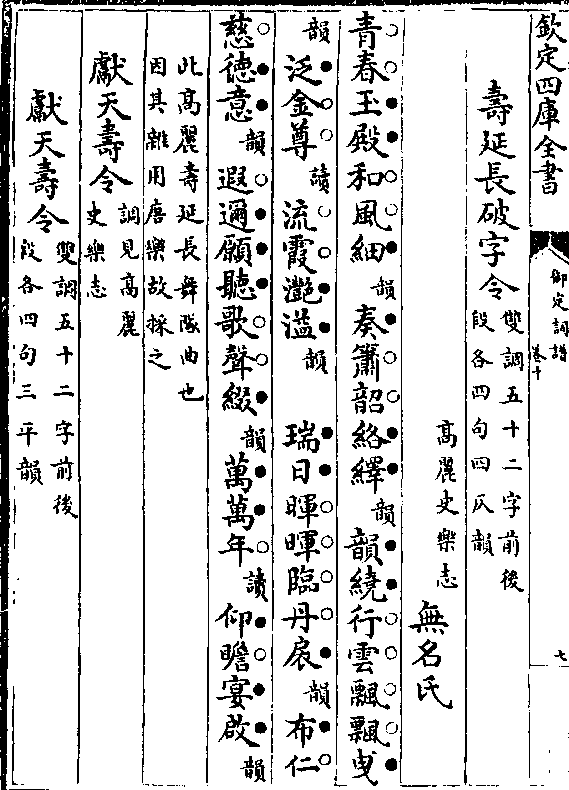 欽定四庫全書
御定詞譜
卷十
七
壽延長破字令
雙調五十二字前後
段各四句四仄韻
高麗史樂志
無名氏
青春玉殿和風細韻奏簫韶絡繹韻韻繞行雲飄飄曳
韻泛金尊讀流霞灔溢韻瑞日暉暉臨丹扆韻布仁
慈德意韻遐邇願聽歌聲綴韻萬萬年讀仰瞻宴啟韻
此高麗壽延長舞隊曲也
因其雜用唐樂故採之
獻天壽令
調見高麗
史樂志
獻天壽令
雙調五十二字前後
段各四句三平韻